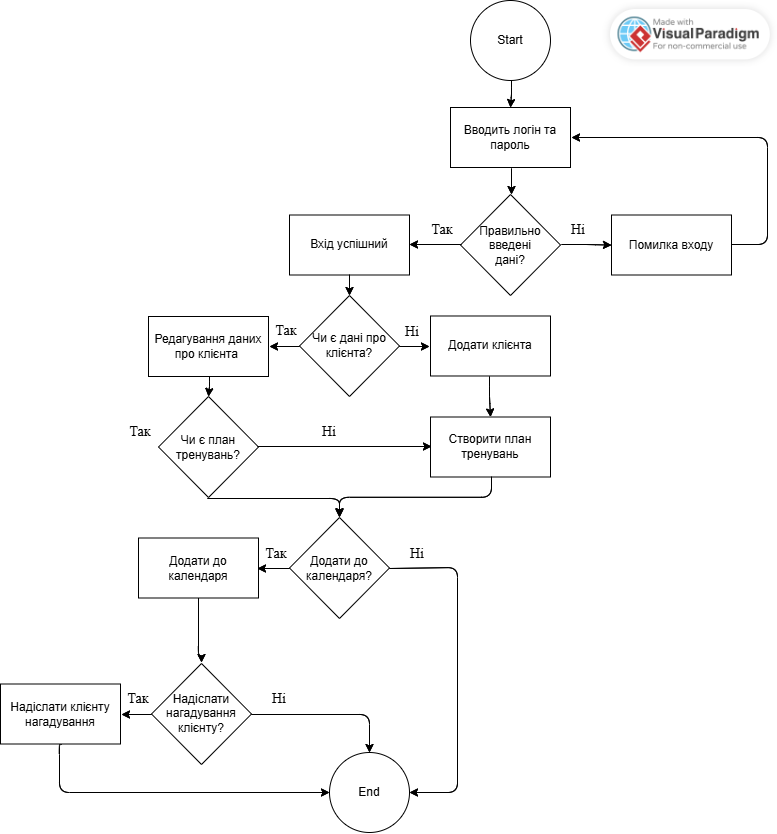 Start
Made with
VisualParadigm
For non-commercial use
Вводить логін та
пароль
Вхід успішний
Так
Правильно
введені
дані?
Ні
Помилка входу
Редагування даних
про клієнта
Так
Чи є дані про
клієнта?
Ні
Додати клієнта
Так
Чи є план
тренувань?
Ні
Створити план
тренувань
Додати до
календаря
Так
Додати до
календаря?
Ні
Надіслати клієнту
нагадування
Так
Надіслати
нагадування
клієнту?
Ні
End